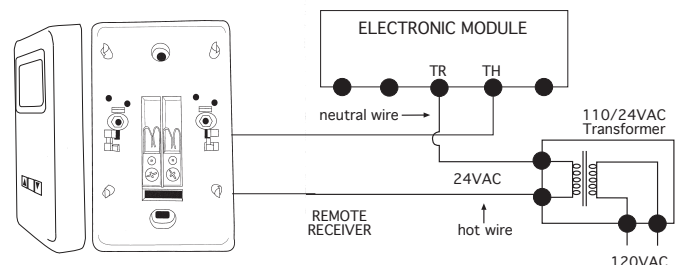 ELECTRONIC MODULE
TR TH
neutral wire
110/24VAC
Transformer
24VAC
REMOTE
RECEIVER
hot wire
120VAC